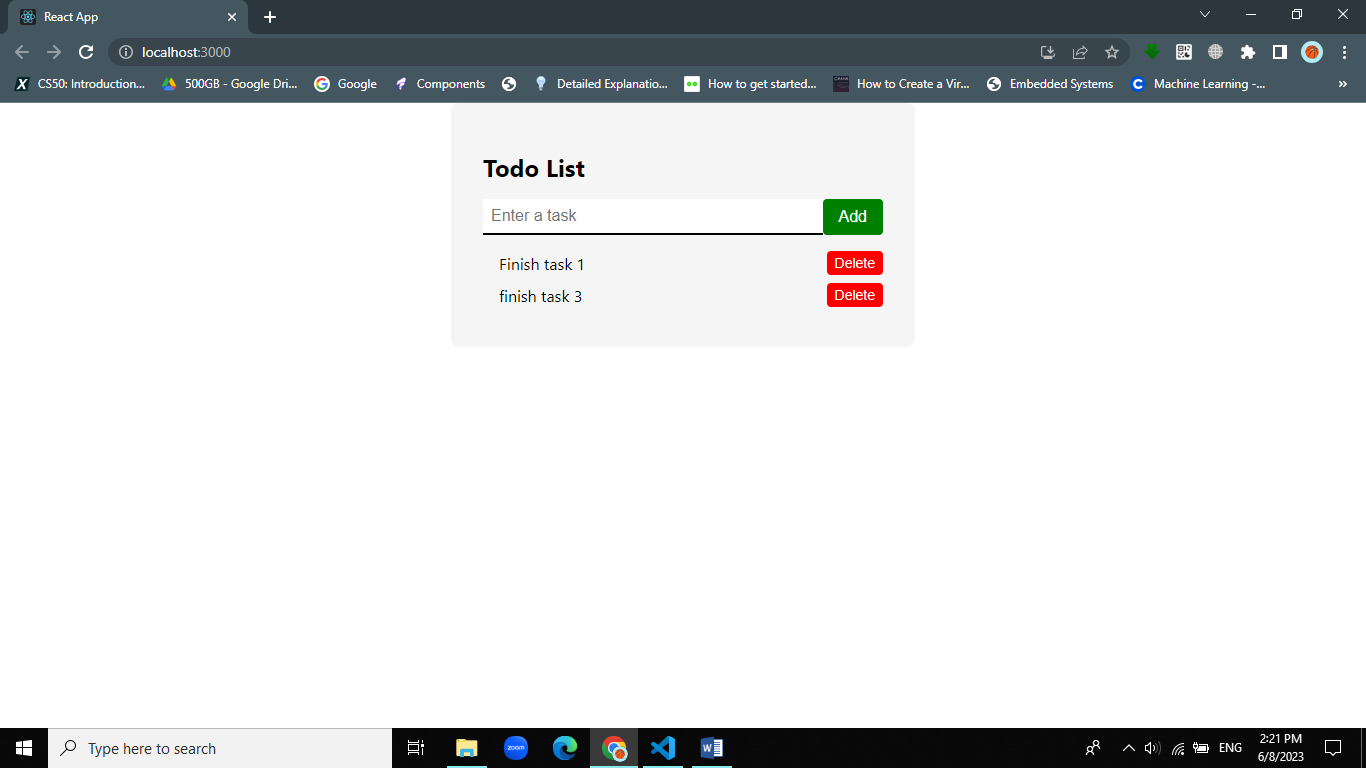 React App
localhost:3000
CS50: Introduction... 500GB - Google Dri... Google Components Detailed Explanatio... How to get started... How to Create a Vir... Embedded Systems Machine Learning -... »
Todo List
Enter a task Add
Finish task 1 Delete
finish task 3 Delete
Type here to search zoom ENG 2:21 PM
6/8/2023